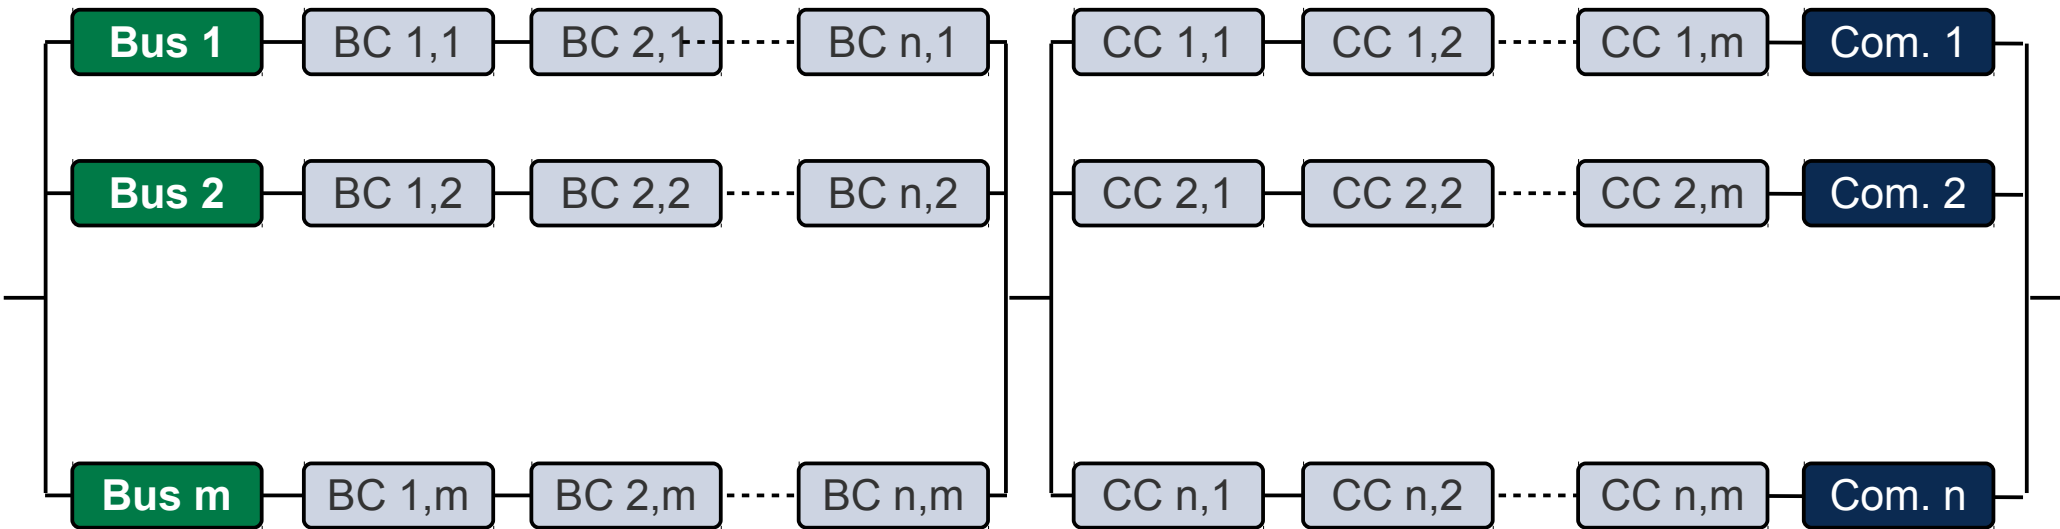 Bus 1 BC 1,1 BC 2,1 BC n,1 CC 1,1 CC 1,2 CC 1,m Com. 1
Bus 2 BC 1,2 BC 2,2 BC n,2 CC 2,1 CC 2,2 CC 2,m Com. 2
Bus m BC 1,m BC 2,m BC n,m CC n,1 CC n,2 CC n,m Com. n